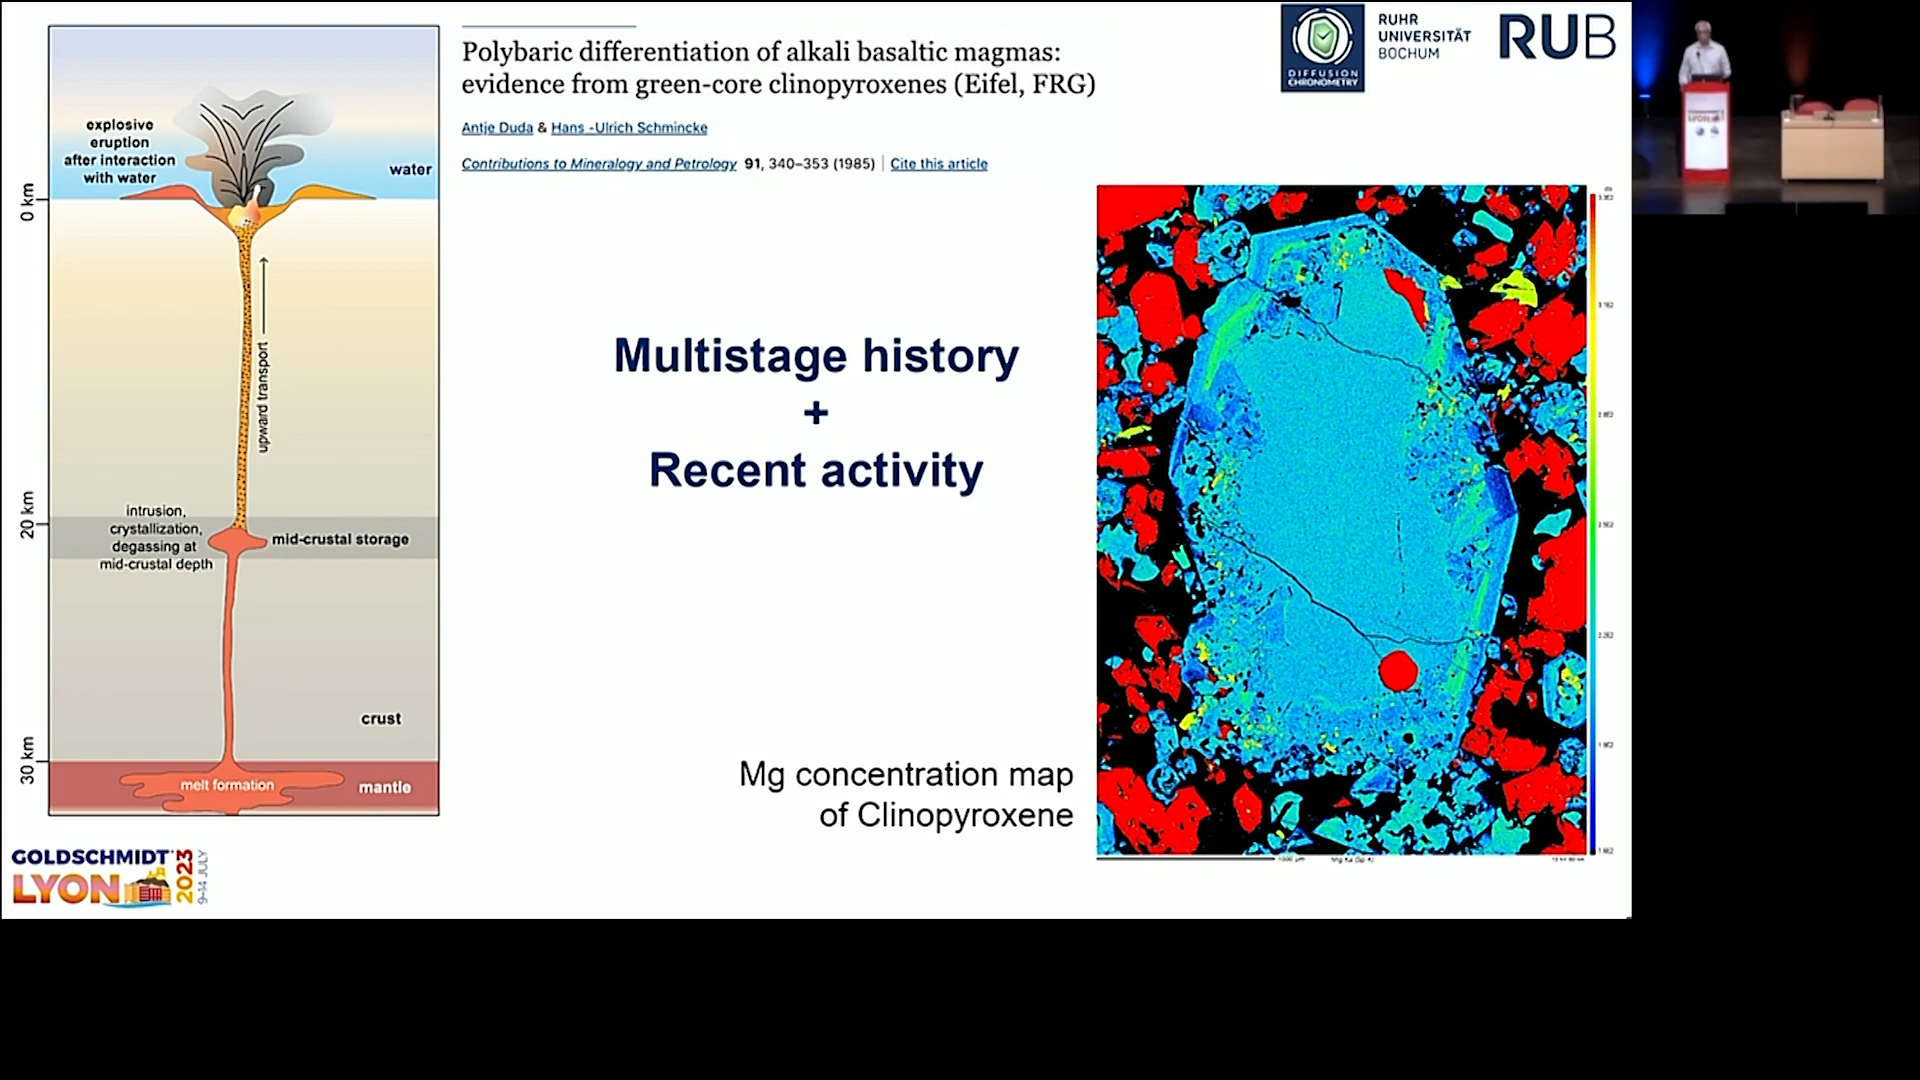 Polybaric differentiation of alkali basaltic magmas:
evidence from green-core clinopyroxenes (Eifel, FRG)
Antje Duda & Hans -Ulrich Schmincke
Contributions to Mineralogy and Petrology 91, 340–353 (1985) | Cite this article
DIFFUSION
CHRONOMETRY
RUHR
UNIVERSITÄT
BOCHUM
RUB
explosive
eruption
after interaction
with water
water
0 km
upward transport
20 km
intrusion,
crystallization,
degassing at
mid-crustal depth
mid-crustal storage
crust
30 km
melt formation
mantle
Multistage history
+
Recent activity
Mg concentration map
of Clinopyroxene
GOLDSCHMIDT
LYON
2023
9-14 JULY